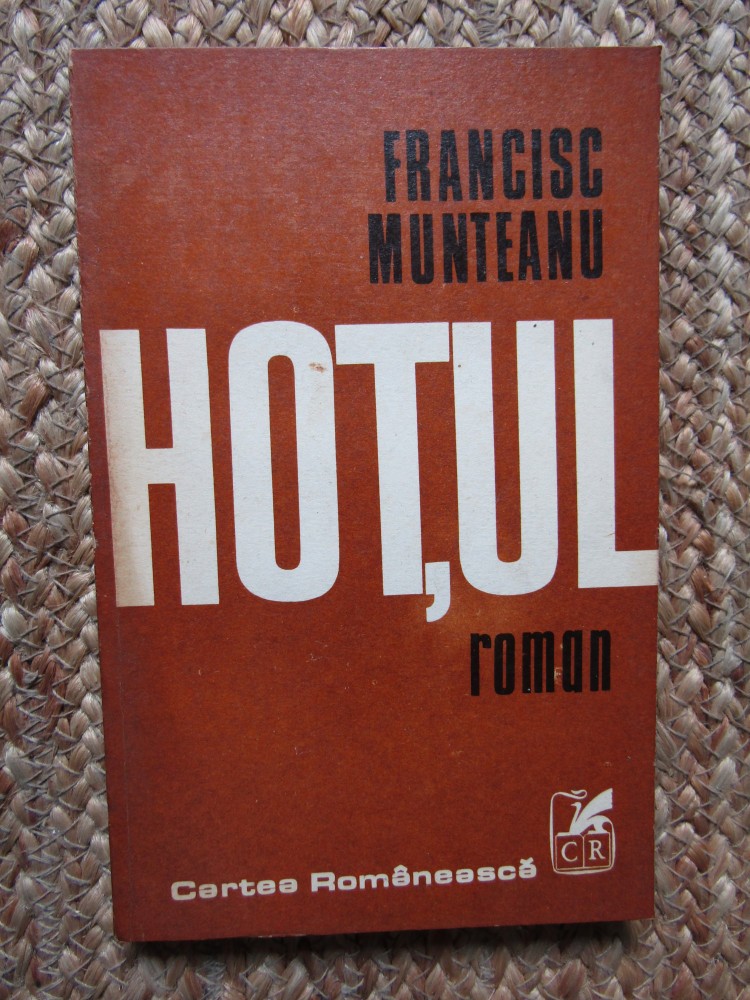 FRANCISC
MUNTEANU
HOȚUL
roman
CR
Cartea Românească